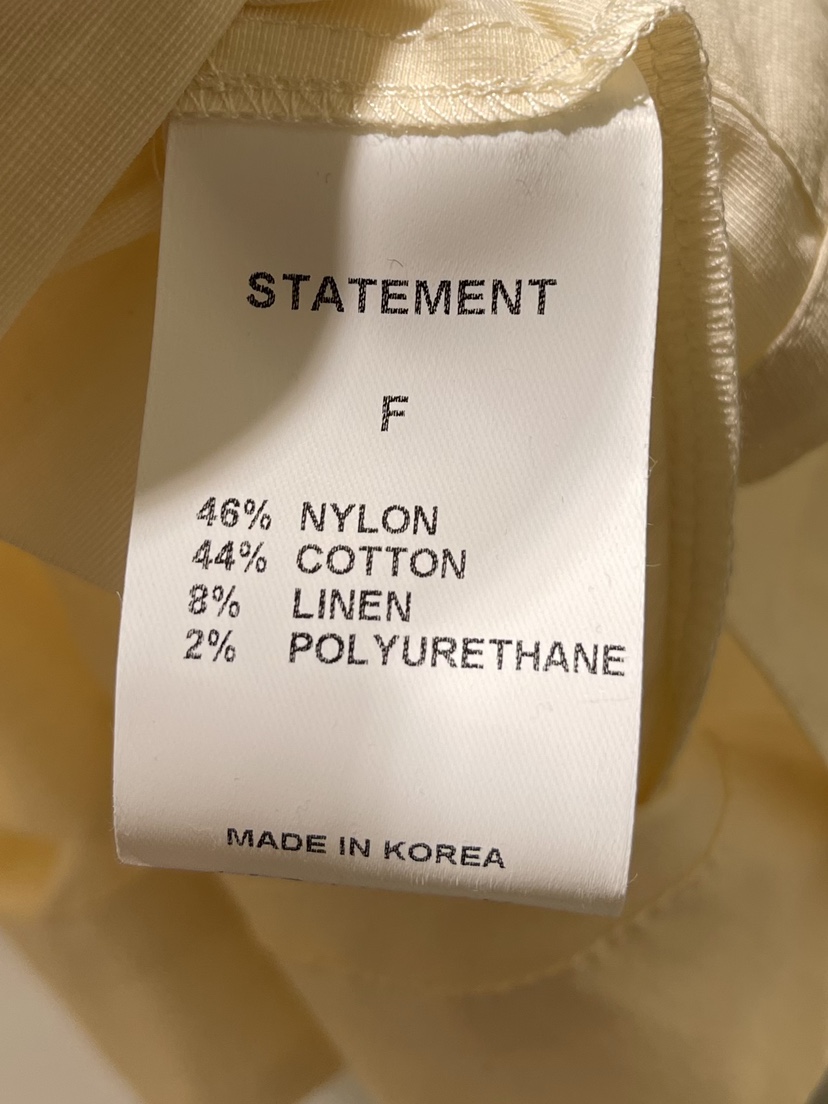 STATEMENT
F
46% NYLON
44% COTTON
8% LINEN
2% POLYURETHANE
MADE IN KOREA